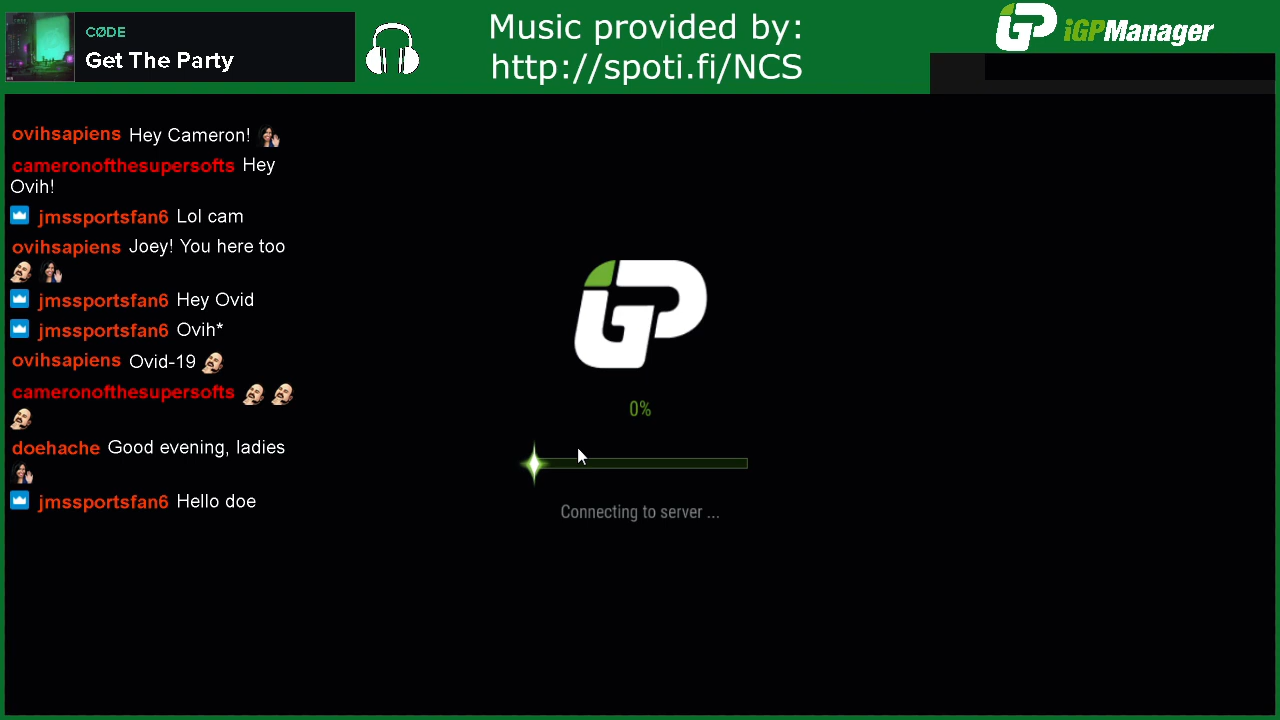 CØDE
Get The Party
Music provided by:
http://spoti.fi/NCS
iGP
iGPManager
ovihsapiens Hey Cameron!
cameronofthesupersofts Hey
Ovih!
jmssportsfan6 Lol cam
ovihsapiens Joey! You here too
jmssportsfan6 Hey Ovid
jmssportsfan6 Ovih*
ovihsapiens Ovid-19
cameronofthesupersofts
doehache Good evening, ladies
jmssportsfan6 Hello doe
iGP
0%
Connecting to server ...